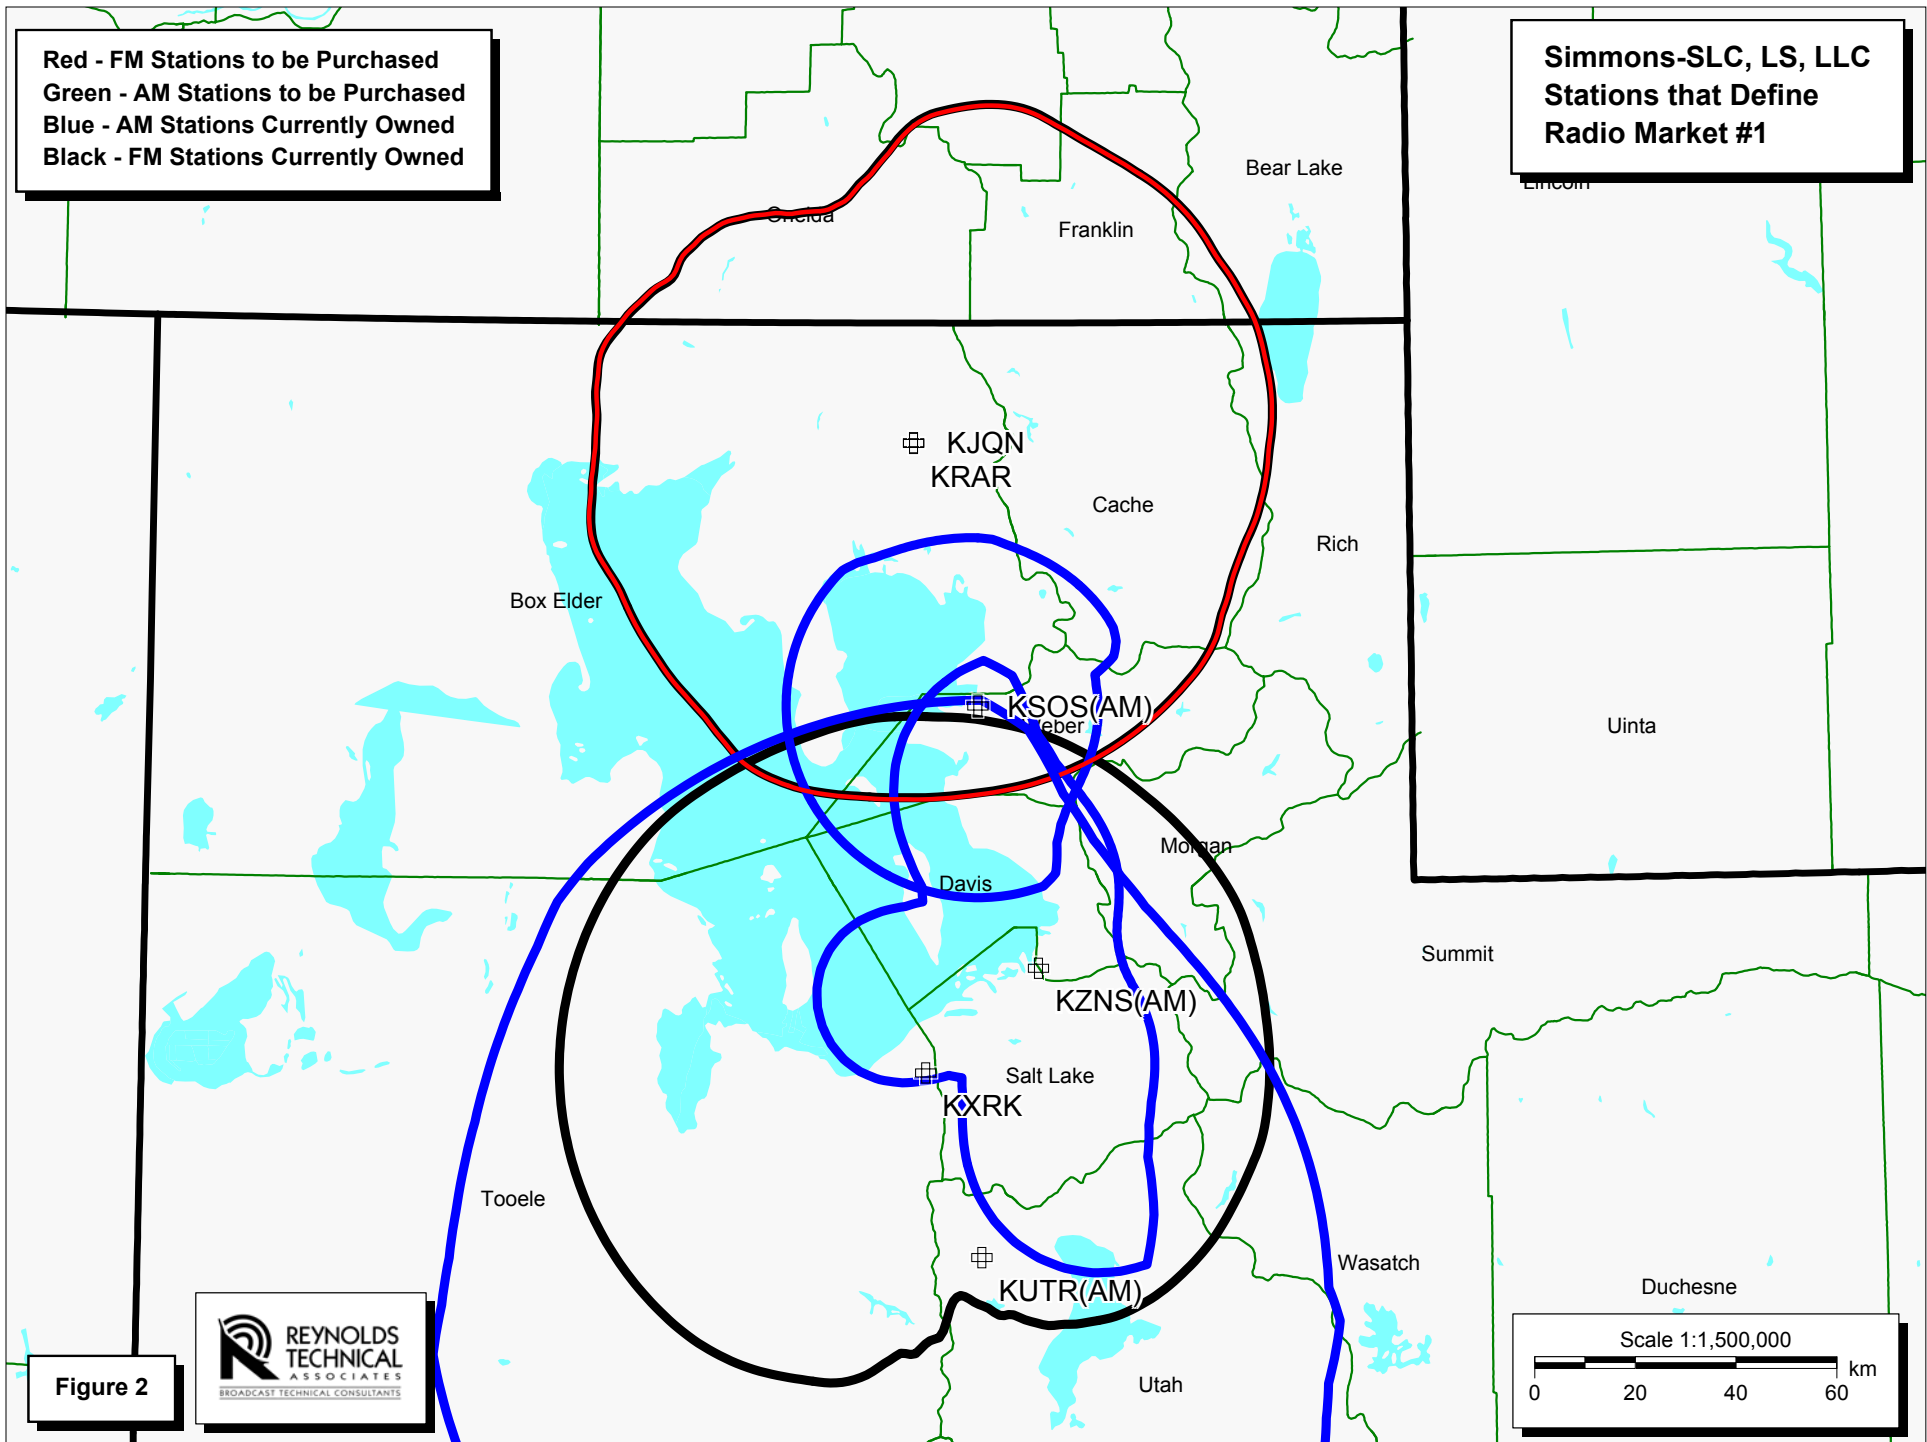 Red - FM Stations to be Purchased
Green - AM Stations to be Purchased
Blue - AM Stations Currently Owned
Black - FM Stations Currently Owned
Simmons-SLC, LS, LLC
Stations that Define
Radio Market #1
Lincoln
Bear Lake
Oneida
Franklin
KJQN
KRAR
Cache
Rich
Box Elder
KSOS(AM)
eber
Uinta
Morgan
Davis
Summit
KZNS(AM)
Salt Lake
KXRK
Tooele
Wasatch
KUTR(AM)
Duchesne
Utah
Figure 2
REYNOLDS
TECHNICAL
ASSOCIATES
BROADCAST TECHNICAL CONSULTANTS
Scale 1:1,500,000
km
0 20 40 60